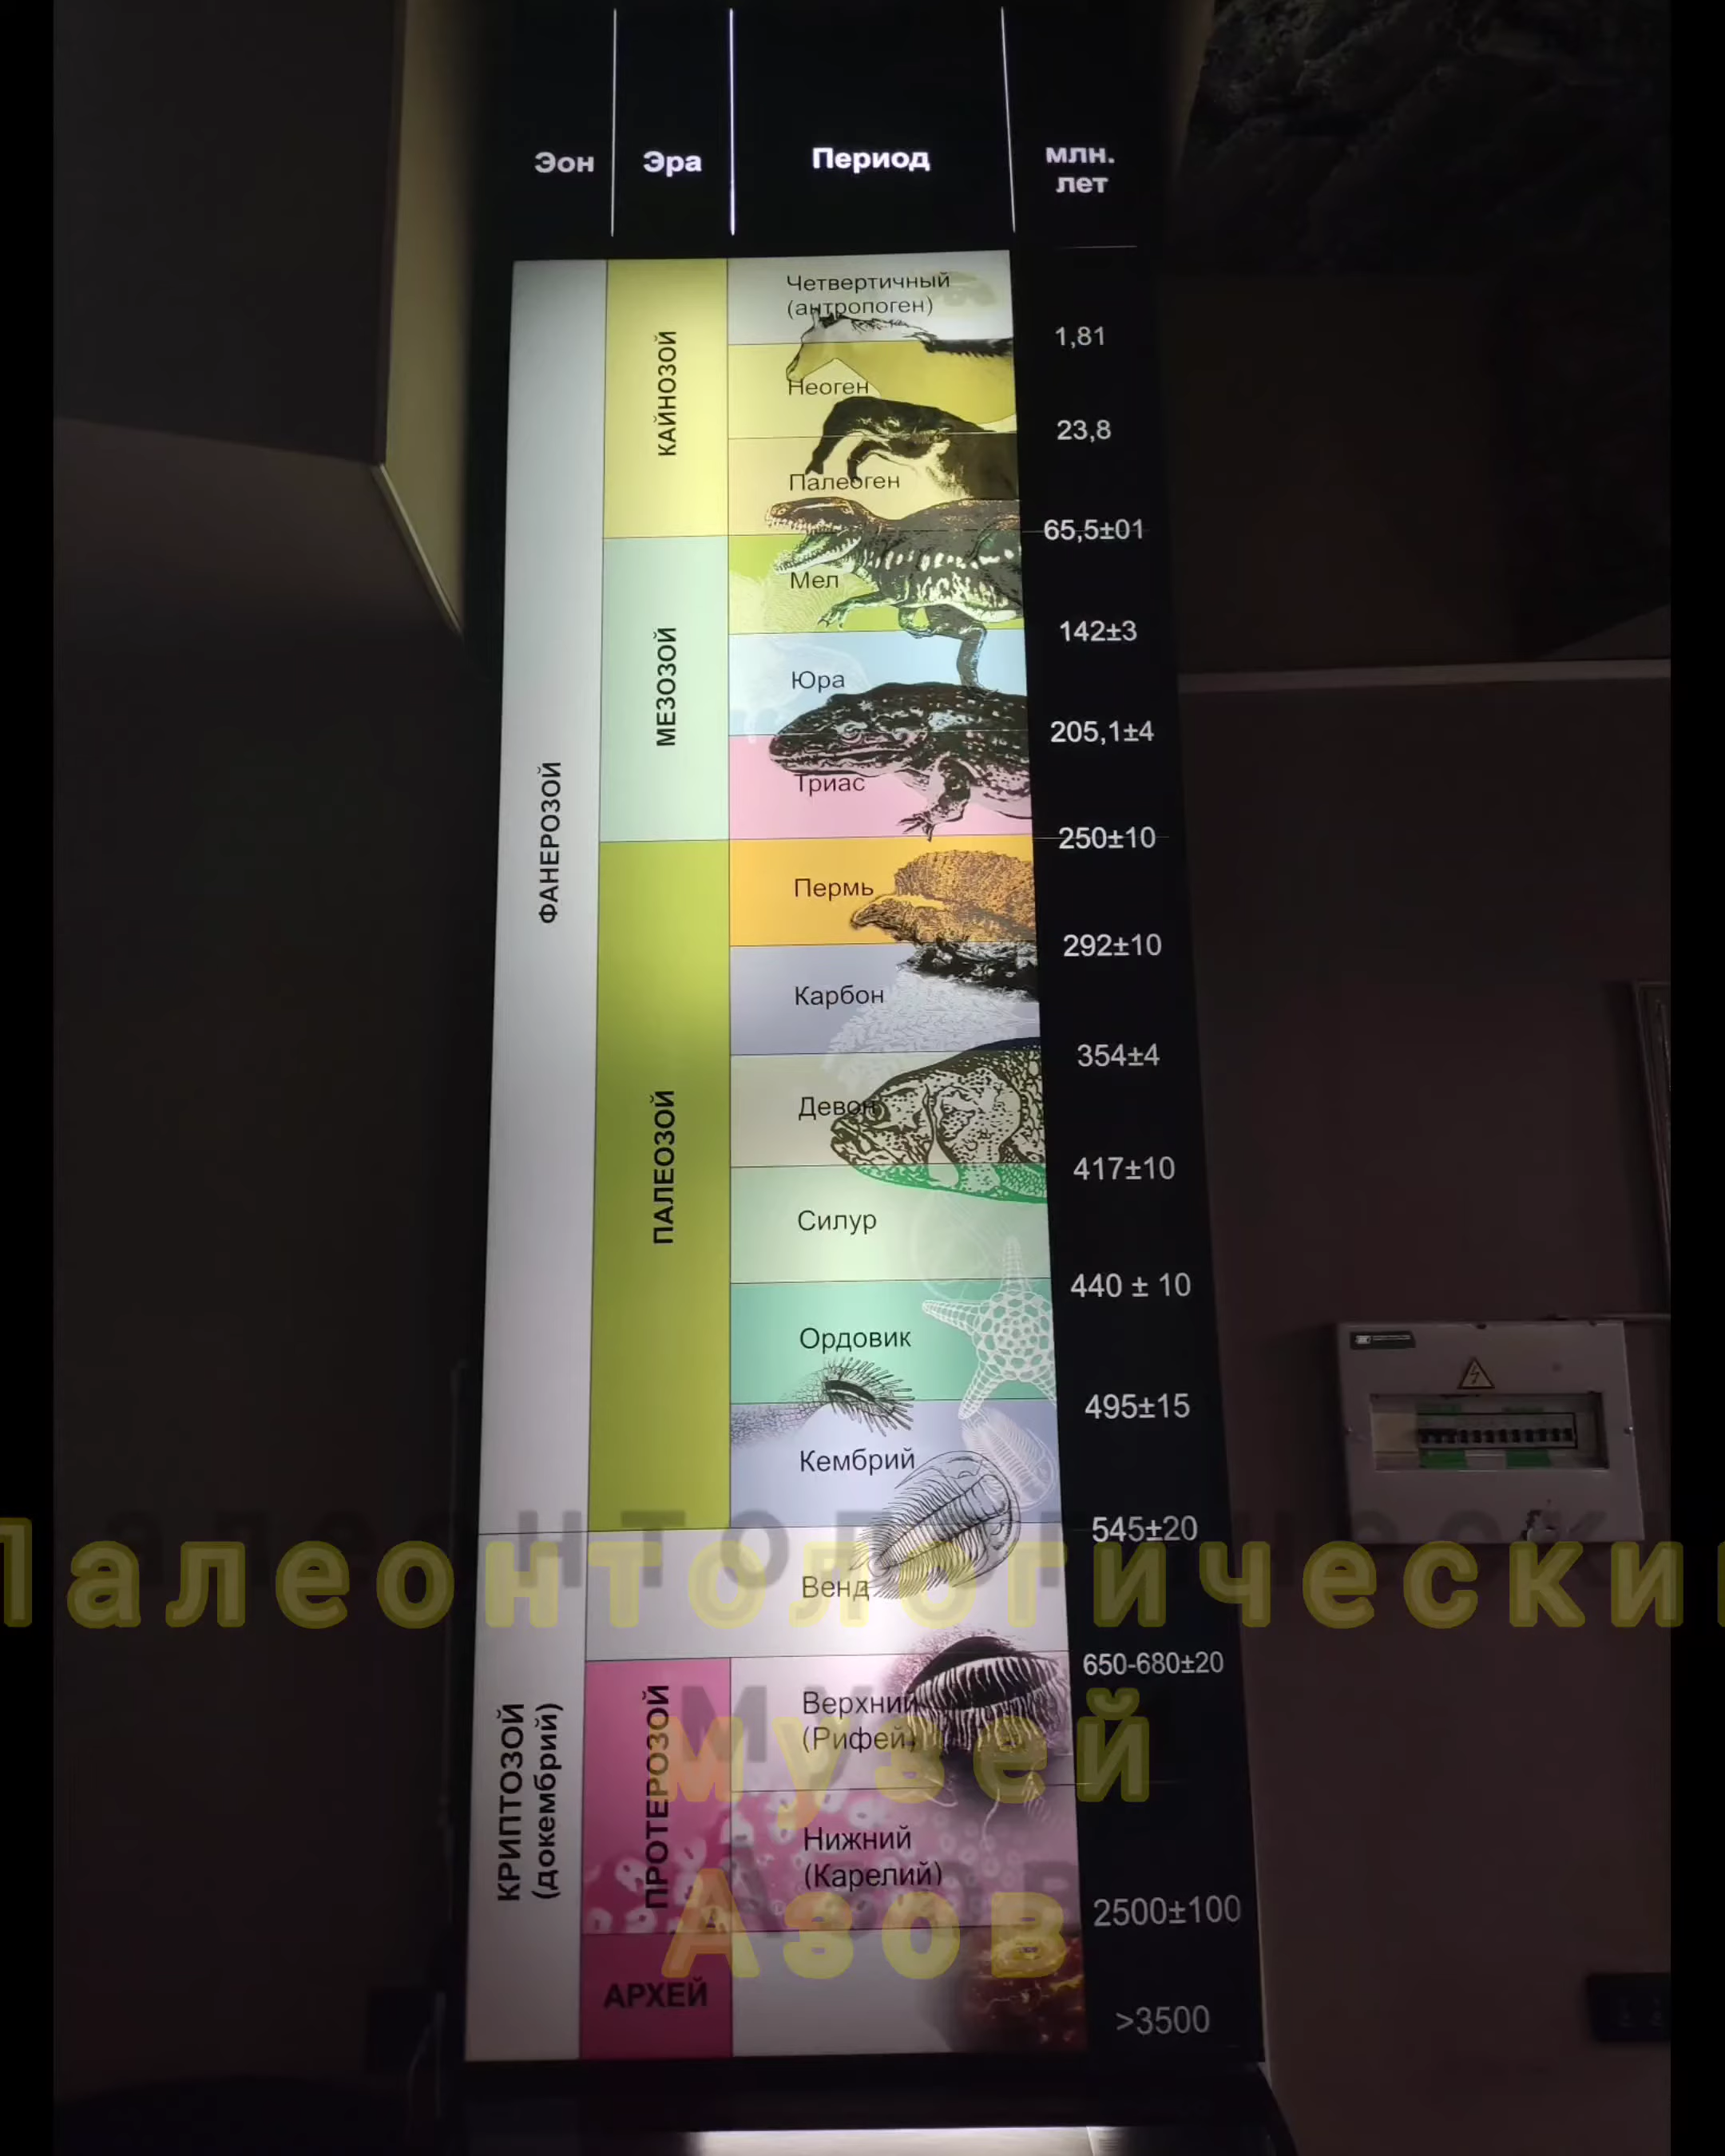 Эон
Эра
Период
млн.
лет
ФАНЕРОЗОЙ
КАЙНОЗОЙ
Четвертичный
(антропоген)
1,81
Неоген
23,8
Палеоген
65,5±01
МЕЗОЗОЙ
Мел
142±3
Юра
205,1±4
Триас
250±10
ПАЛЕОЗОЙ
Пермь
292±10
Карбон
354±4
Девон
417±10
Силур
440 ± 10
Ордовик
495±15
Кембрий
545±20
КРИПТОЗОЙ
(докембрий)
Венд
650-680±20
ПРОТЕРОЗОЙ
Верхний
(Рифей)
Нижний
(Карелий)
2500±100
АРХЕЙ
>3500
Палеонтологический
музей
Азов